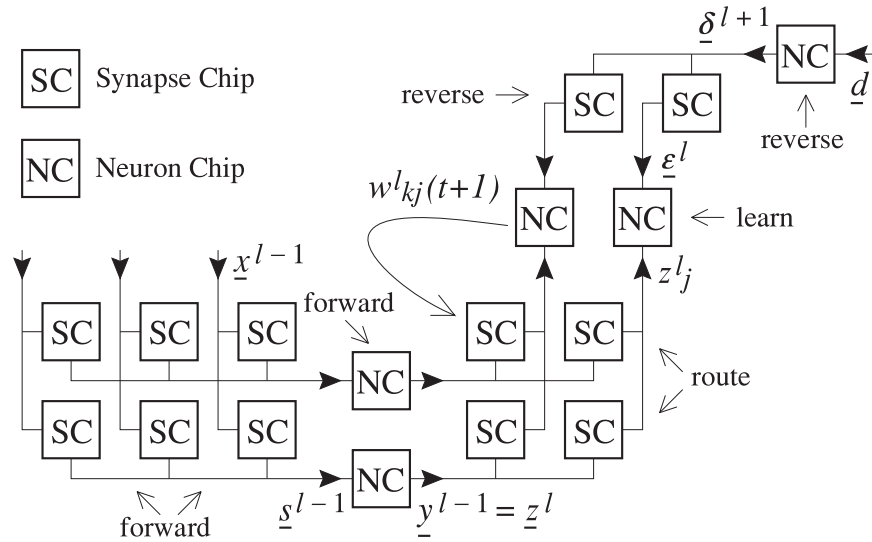 SC Synapse Chip
NC Neuron Chip
δ^{l+1}
NC
d
reverse
SC
SC
reverse
ε^l
w^l_{kj}(t+1)
NC
NC
learn
x^{l−1}
z^l_j
forward
SC
SC
SC
SC
SC
NC
route
SC
SC
SC
SC
SC
NC
s^{l−1}
y^{l−1} = z^l
forward